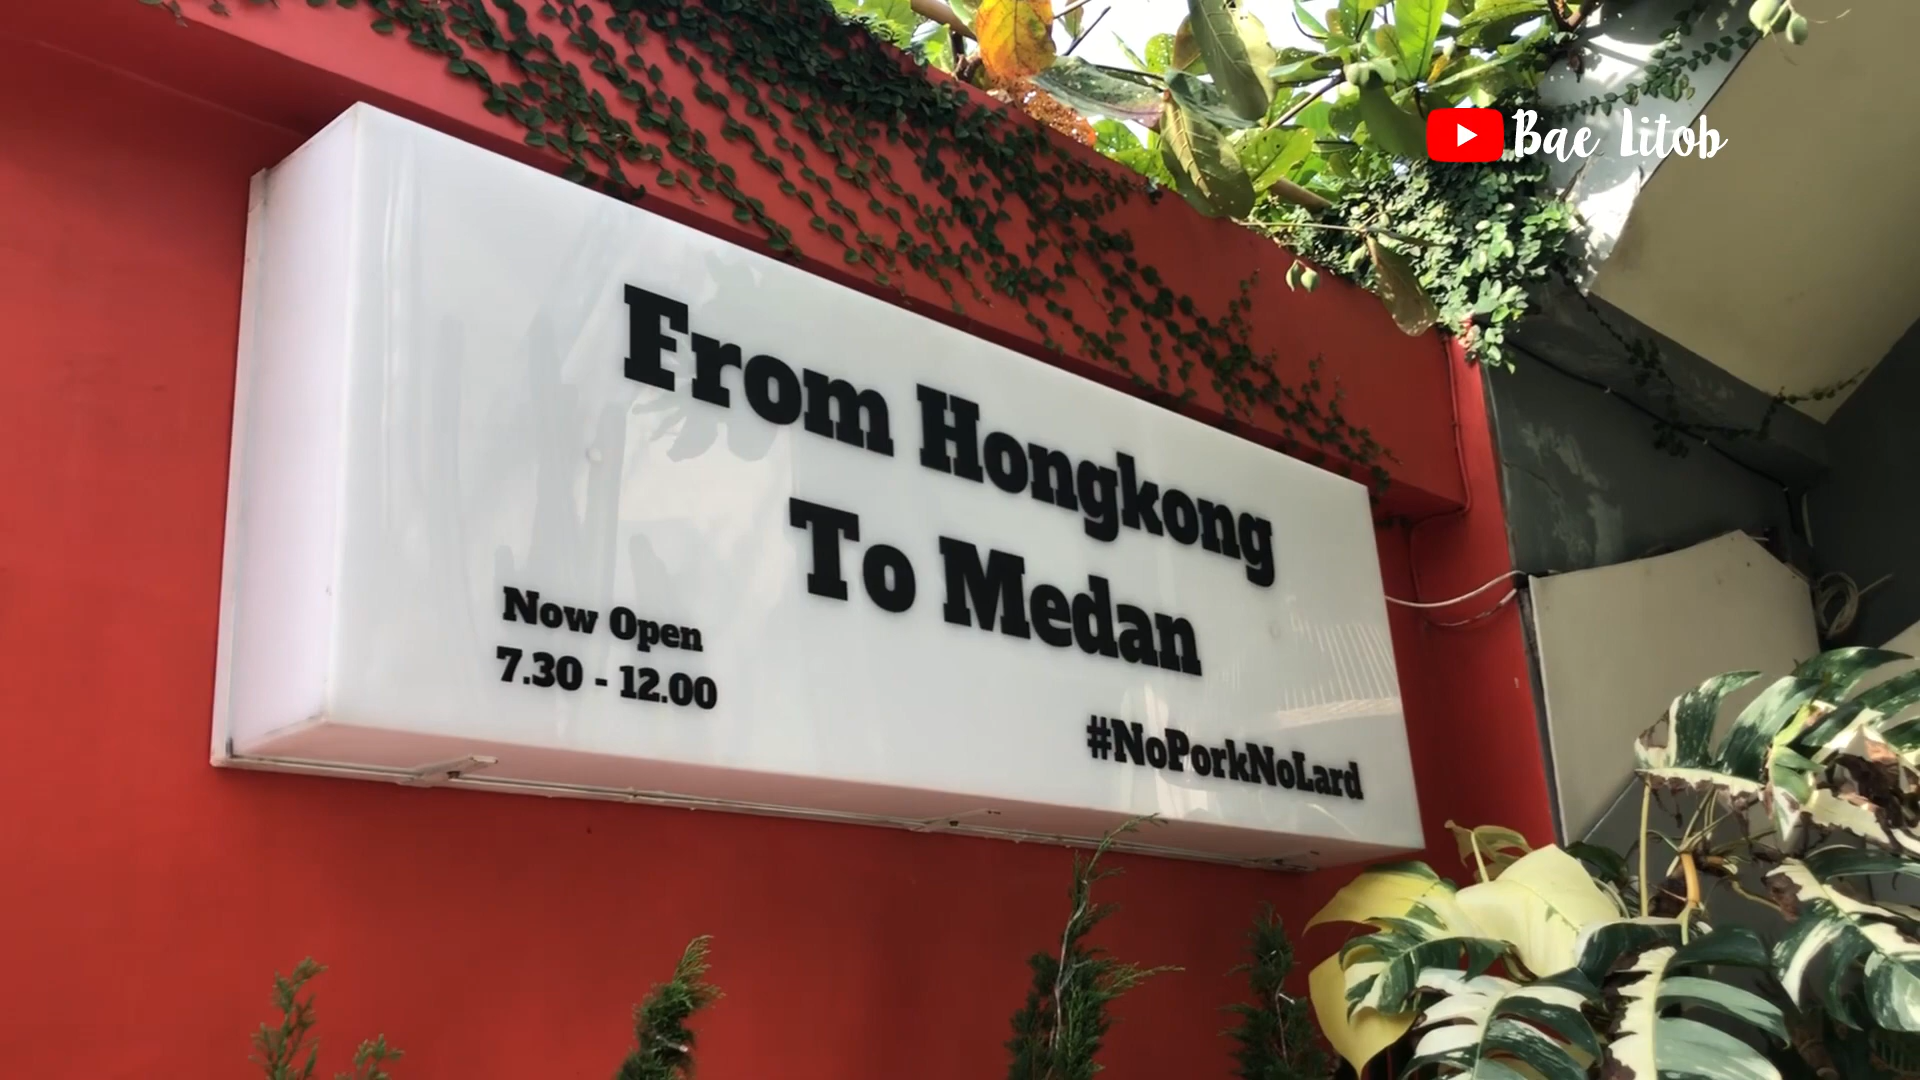 Bae Litob
From Hongkong
To Medan
Now Open
7.30 - 12.00
#NoPorkNoLard